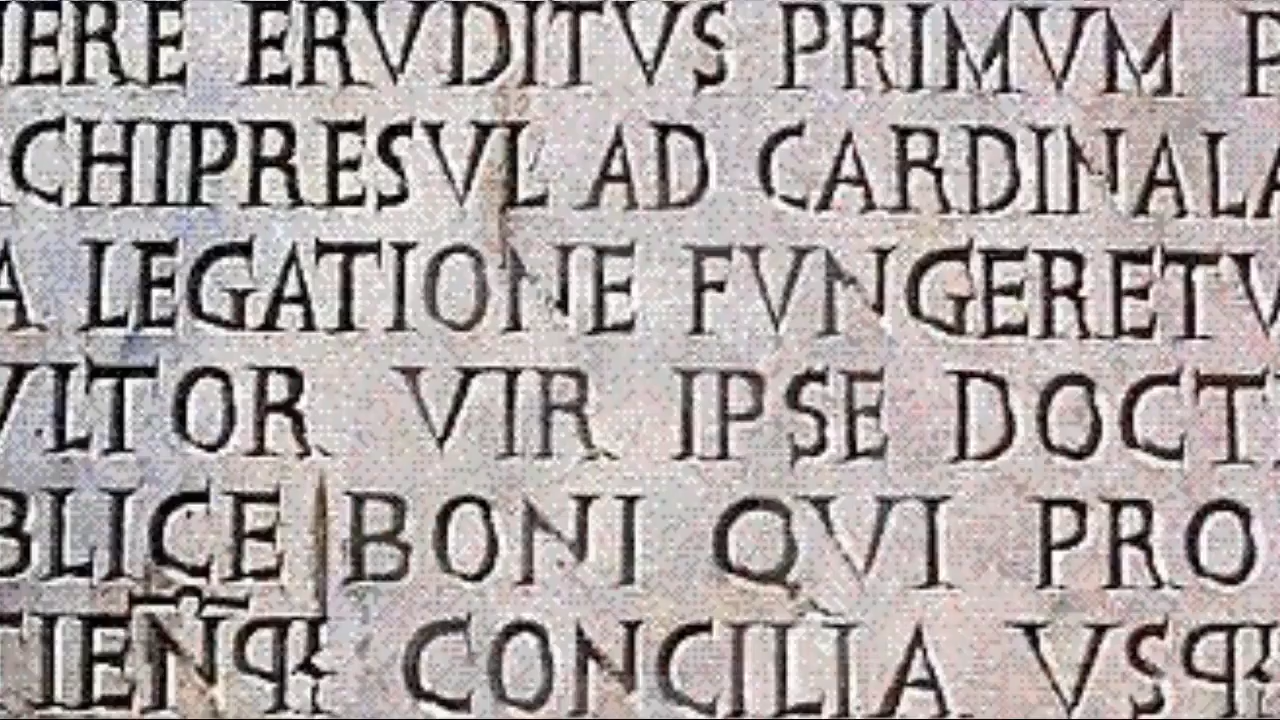 ERE ERVDITVS PRIMVM P
CHIPRESVL AD CARDINALA
A LEGATIONE FVNGERETV
VLTOR VIR IPSE DOCT
BLICE BONI QVI PRO
CONCILIA